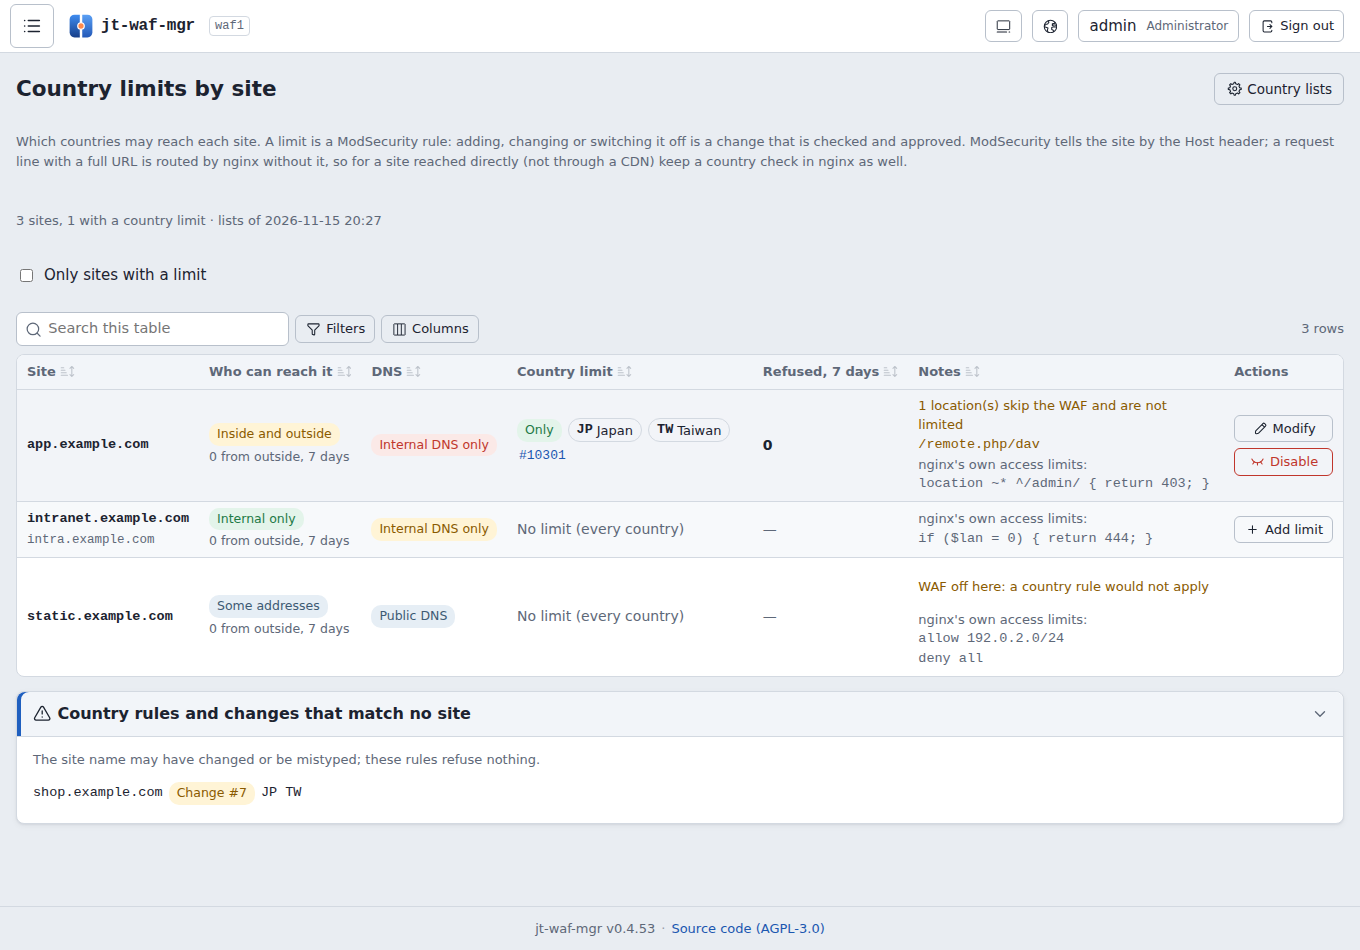 jt-waf-mgr waf1 admin Administrator Sign out
Country limits by site Country lists
Which countries may reach each site. A limit is a ModSecurity rule: adding, changing or switching it off is a change that is checked and approved. ModSecurity tells the site by the Host header; a request
line with a full URL is routed by nginx without it, so for a site reached directly (not through a CDN) keep a country check in nginx as well.
3 sites, 1 with a country limit · lists of 2026-11-15 20:27
Only sites with a limit
Search this table Filters Columns 3 rows
Site Who can reach it DNS Country limit Refused, 7 days Notes Actions
app.example.com
Inside and outside
0 from outside, 7 days
Internal DNS only
Only JP Japan TW Taiwan
#10301
0
1 location(s) skip the WAF and are not
limited
/remote.php/dav
nginx's own access limits:
location ~* ^/admin/ { return 403; }
Modify
Disable
intranet.example.com
intra.example.com
Internal only
0 from outside, 7 days
Internal DNS only
No limit (every country)
—
nginx's own access limits:
if ($lan = 0) { return 444; }
Add limit
static.example.com
Some addresses
0 from outside, 7 days
Public DNS
No limit (every country)
—
WAF off here: a country rule would not apply
nginx's own access limits:
allow 192.0.2.0/24
deny all
Country rules and changes that match no site
The site name may have changed or be mistyped; these rules refuse nothing.
shop.example.com Change #7 JP TW
jt-waf-mgr v0.4.53 · Source code (AGPL-3.0)